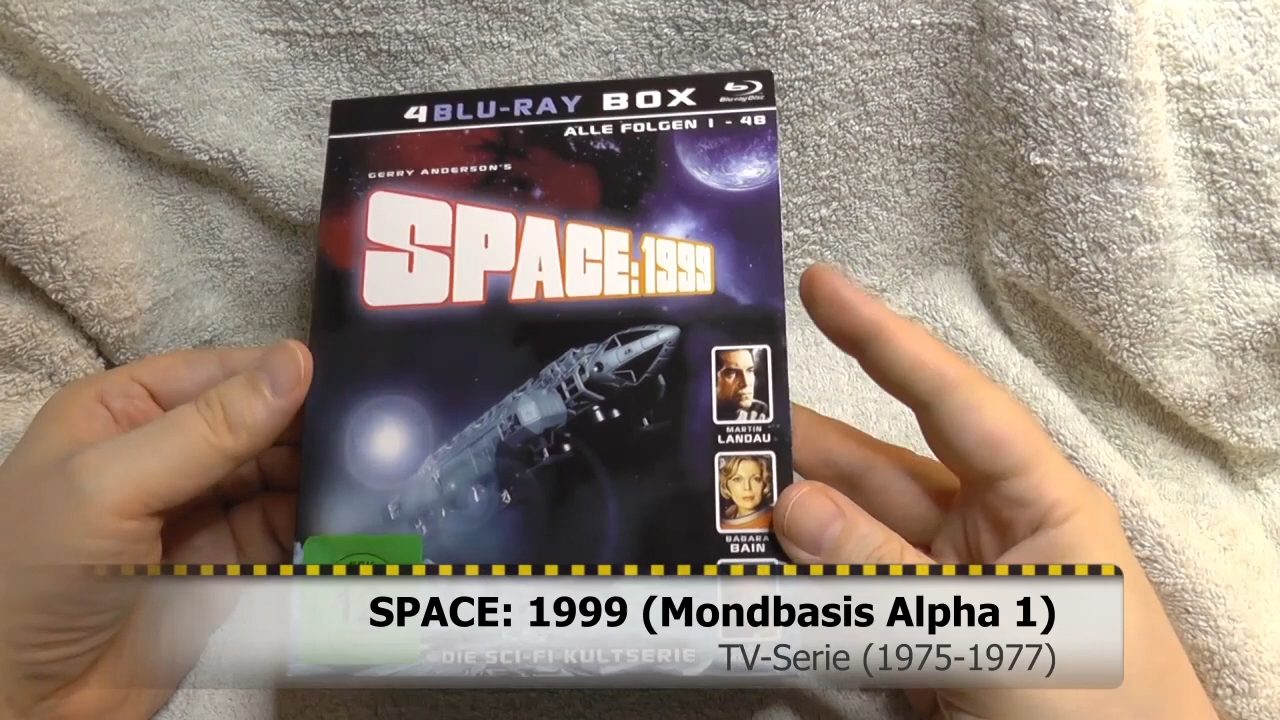 4 BLU-RAY BOX
Blu-ray Disc
ALLE FOLGEN 1 - 48
GERRY ANDERSON'S
SPACE:1999
MARTIN
LANDAU
BABARA
BAIN
SPACE: 1999 (Mondbasis Alpha 1)
DIE SCI-FI KULTSERIE
TV-Serie (1975-1977)